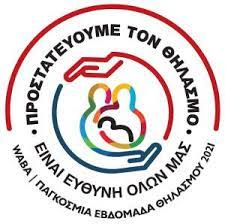 • ΠΡΟΣΤΑΤΕΥΟΥΜΕ ΤΟΝ ΘΗΛΑΣΜΟ •
ΕΙΝΑΙ ΕΥΘΥΝΗ ΟΛΩΝ ΜΑΣ
WABA | ΠΑΓΚΟΣΜΙΑ ΕΒΔΟΜΑΔΑ ΘΗΛΑΣΜΟΥ 2021